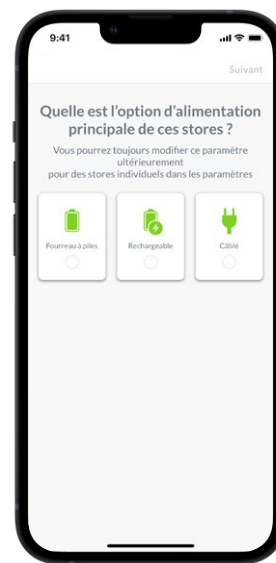 9:41
Suivant
Quelle est l’option d’alimentation
principale de ces stores ?
Vous pourrez toujours modifier ce paramètre
ultérieurement
pour des stores individuels dans les paramètres
Fourreau à piles
Rechargeable
Câblé